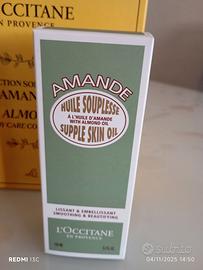 L'OCCITANE
EN PROVENCE
AMANDE
HUILE SOUPLESSE
À L'HUILE D'AMANDE
WITH ALMOND OIL
SUPPLE SKIN OIL
LISSANT & EMBELLISSANT
SMOOTHING & BEAUTIFYING
L'OCCITANE
EN PROVENCE
REDMI 13C
04/11/2025 14:50
subito